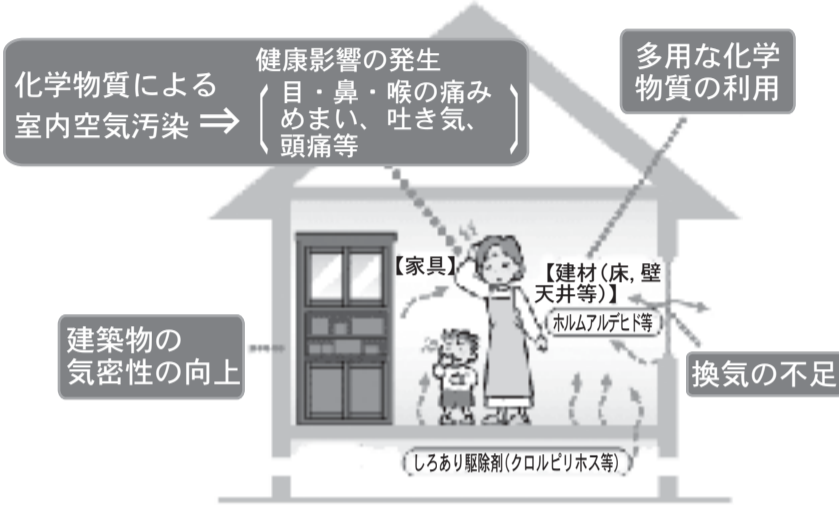 化学物質による
室内空気汚染⇒
健康影響の発生
目・鼻・喉の痛み
めまい、吐き気、
頭痛等
多用な化学
物質の利用
【家具】
【建材(床,壁
天井等)】
ホルムアルデヒド等
建築物の
気密性の向上
換気の不足
しろあり駆除剤(クロルピリホス等)